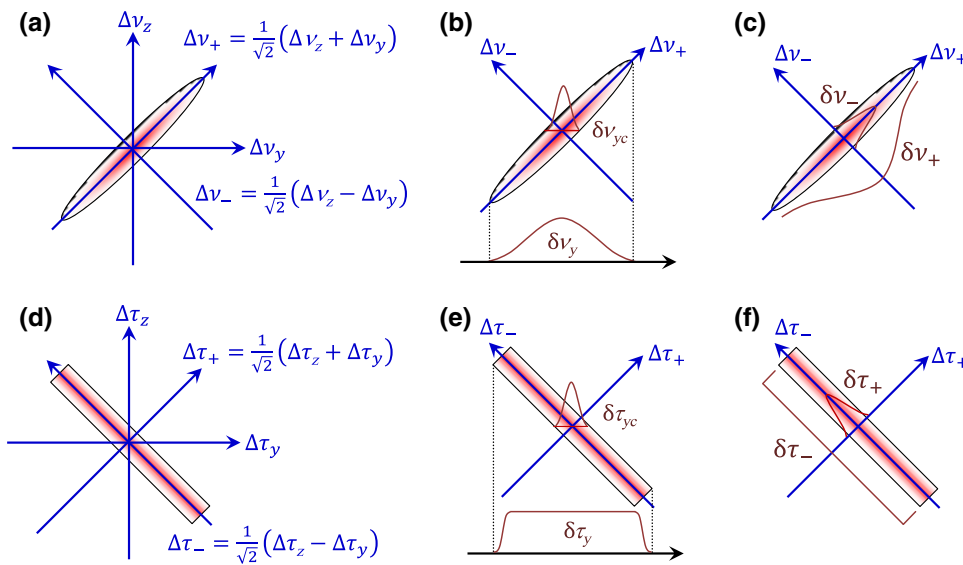 (a)
Δν_z
Δν_+ = 1/√2 (Δν_z + Δν_y)
Δν_y
Δν_− = 1/√2 (Δν_z − Δν_y)
(b)
Δν_−
Δν_+
δν_yc
δν_y
(c)
Δν_−
Δν_+
δν_−
δν_+
(d)
Δτ_z
Δτ_+ = 1/√2 (Δτ_z + Δτ_y)
Δτ_y
Δτ_− = 1/√2 (Δτ_z − Δτ_y)
(e)
Δτ_−
Δτ_+
δτ_yc
δτ_y
(f)
Δτ_−
Δτ_+
δτ_+
δτ_−